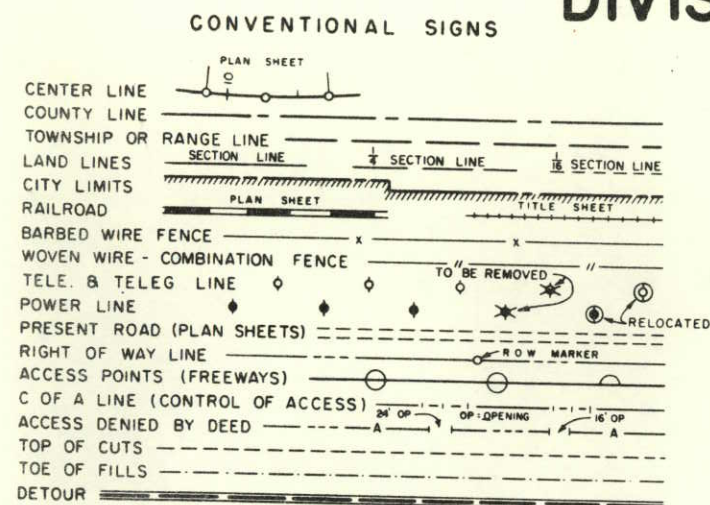 DIVIS
CONVENTIONAL SIGNS
PLAN SHEET
10
CENTER LINE
COUNTY LINE
TOWNSHIP OR RANGE LINE
LAND LINES SECTION LINE 1/4 SECTION LINE 1/16 SECTION LINE
CITY LIMITS
RAILROAD PLAN SHEET TITLE SHEET
BARBED WIRE FENCE x x
WOVEN WIRE - COMBINATION FENCE // //
TELE. & TELEG LINE TO BE REMOVED
POWER LINE RELOCATED
PRESENT ROAD (PLAN SHEETS)
RIGHT OF WAY LINE ROW MARKER
ACCESS POINTS (FREEWAYS)
C OF A LINE (CONTROL OF ACCESS)
ACCESS DENIED BY DEED A 24' OP OP=OPENING 16' OP A
TOP OF CUTS
TOE OF FILLS
DETOUR